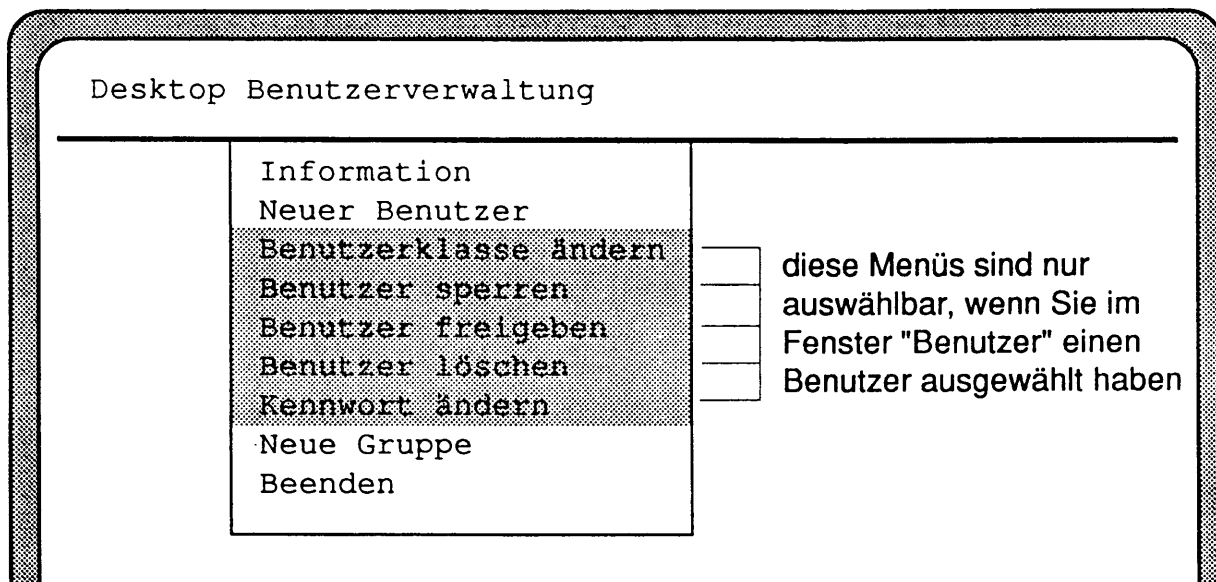 Desktop Benutzerverwaltung
Information
Neuer Benutzer
Benutzerklasse ändern
Benutzer sperren
Benutzer freigeben
Benutzer löschen
Kennwort ändern
Neue Gruppe
Beenden
diese Menüs sind nur
auswählbar, wenn Sie im
Fenster "Benutzer" einen
Benutzer ausgewählt haben